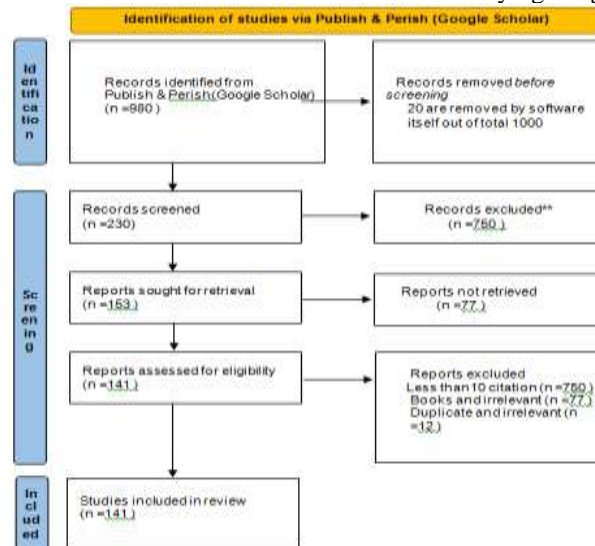 Identification of studies via Publish & Perish (Google Scholar)
Id
en
tifi
ca
tio
n
Records identified from
Publish & Perish(Google Scholar)
(n =980 )
Records removed before
screening
20 are removed by software
itself out of total 1000
Sc
re
en
in
g
Records screened
(n =230)
Records excluded**
(n =750 )
Reports sought for retrieval
(n =153 )
Reports not retrieved
(n =77 )
Reports assessed for eligibility
(n =141 )
Reports excluded
Less than 10 citation (n =750 )
Books and irrelevant (n =77 )
Duplicate and irrelevant (n
=12 )
In
cl
ud
ed
Studies included in review
(n =141 )